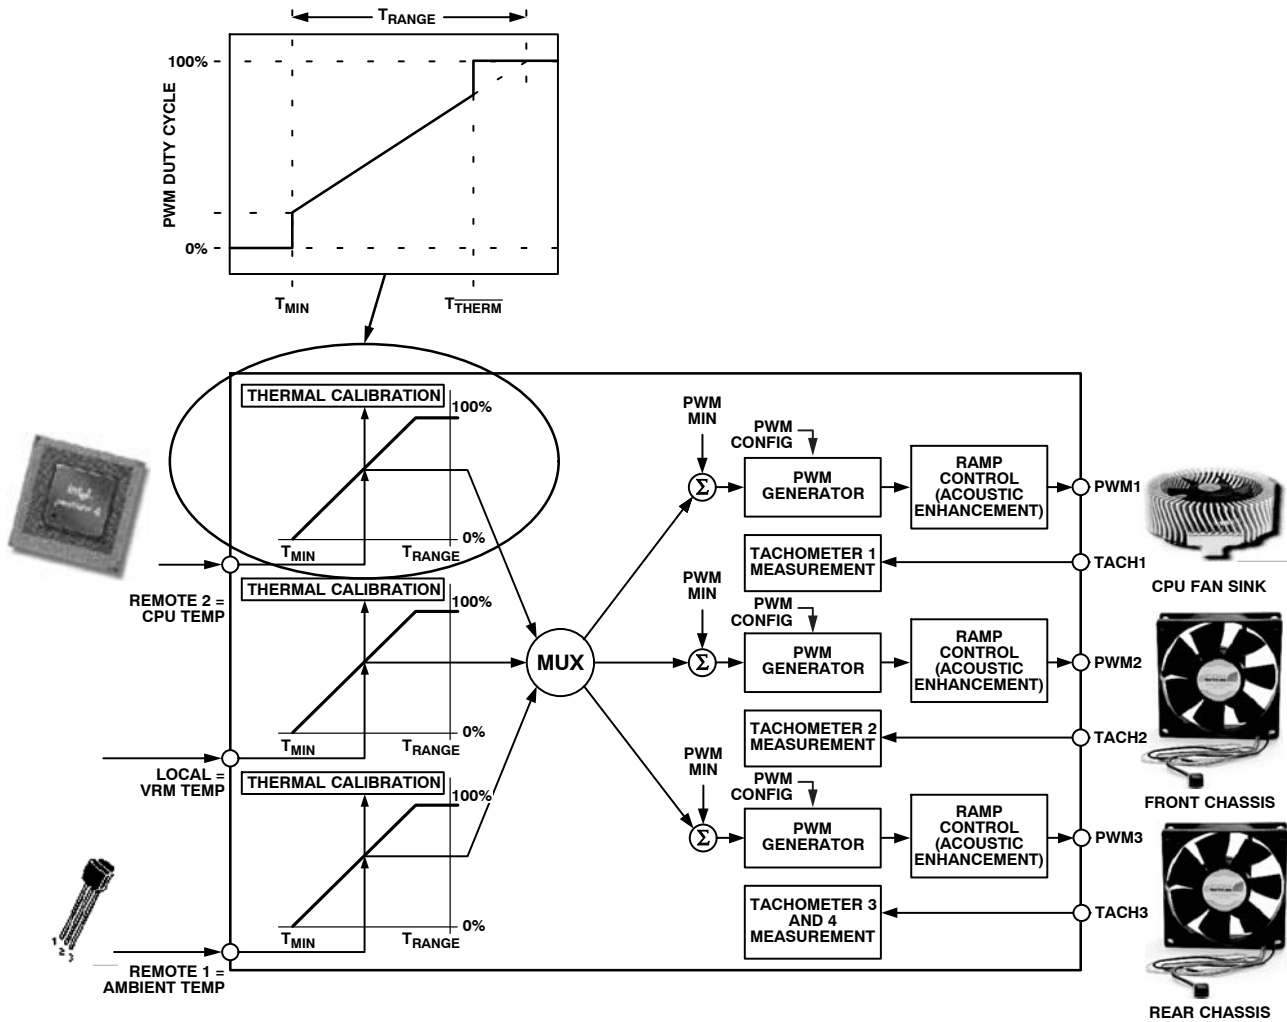 TRANGE
100%
PWM DUTY CYCLE
0%
TMIN
TTHERM
THERMAL CALIBRATION
100%
0%
TMIN
TRANGE
REMOTE 2 =
CPU TEMP
THERMAL CALIBRATION
100%
0%
TMIN
TRANGE
LOCAL =
VRM TEMP
THERMAL CALIBRATION
100%
0%
TMIN
TRANGE
1
2
3
REMOTE 1 =
AMBIENT TEMP
MUX
PWM
MIN
PWM
CONFIG
Σ
PWM
GENERATOR
RAMP
CONTROL
(ACOUSTIC
ENHANCEMENT)
PWM1
TACHOMETER 1
MEASUREMENT
TACH1
CPU FAN SINK
PWM
MIN
PWM
CONFIG
Σ
PWM
GENERATOR
RAMP
CONTROL
(ACOUSTIC
ENHANCEMENT)
PWM2
TACHOMETER 2
MEASUREMENT
TACH2
FRONT CHASSIS
PWM
MIN
PWM
CONFIG
Σ
PWM
GENERATOR
RAMP
CONTROL
(ACOUSTIC
ENHANCEMENT)
PWM3
TACHOMETER 3
AND 4
MEASUREMENT
TACH3
REAR CHASSIS